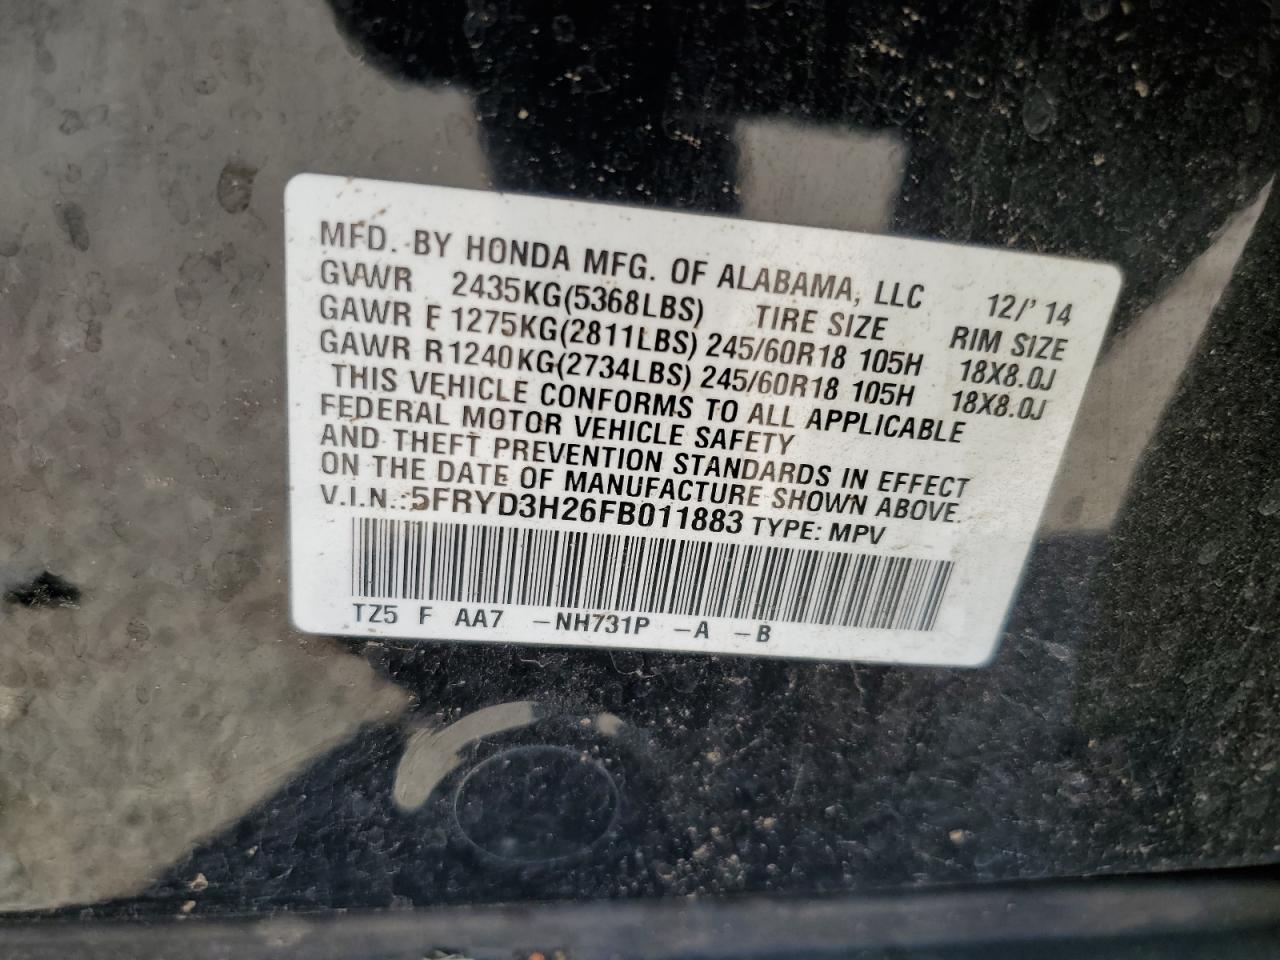 MFD. BY HONDA MFG. OF ALABAMA, LLC 12/'14
GVWR 2435KG(5368LBS) TIRE SIZE RIM SIZE
GAWR F 1275KG(2811LBS) 245/60R18 105H 18X8.0J
GAWR R1240KG(2734LBS) 245/60R18 105H 18X8.0J
THIS VEHICLE CONFORMS TO ALL APPLICABLE
FEDERAL MOTOR VEHICLE SAFETY
AND THEFT PREVENTION STANDARDS IN EFFECT
ON THE DATE OF MANUFACTURE SHOWN ABOVE.
V.I.N.:5FRYD3H26FB011883 TYPE: MPV
TZ5 F AA7 -NH731P -A -B